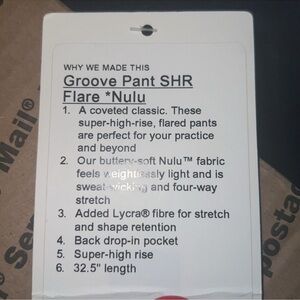 WHY WE MADE THIS
Groove Pant SHR
Flare *Nulu
1. A coveted classic. These
super-high-rise, flared pants
are perfect for your practice
and beyond
2. Our buttery-soft Nulu™ fabric
feels weightlessly light and is
sweat-wicking and four-way
stretch
3. Added Lycra® fibre for stretch
and shape retention
4. Back drop-in pocket
5. Super-high rise
6. 32.5" length
Mail®